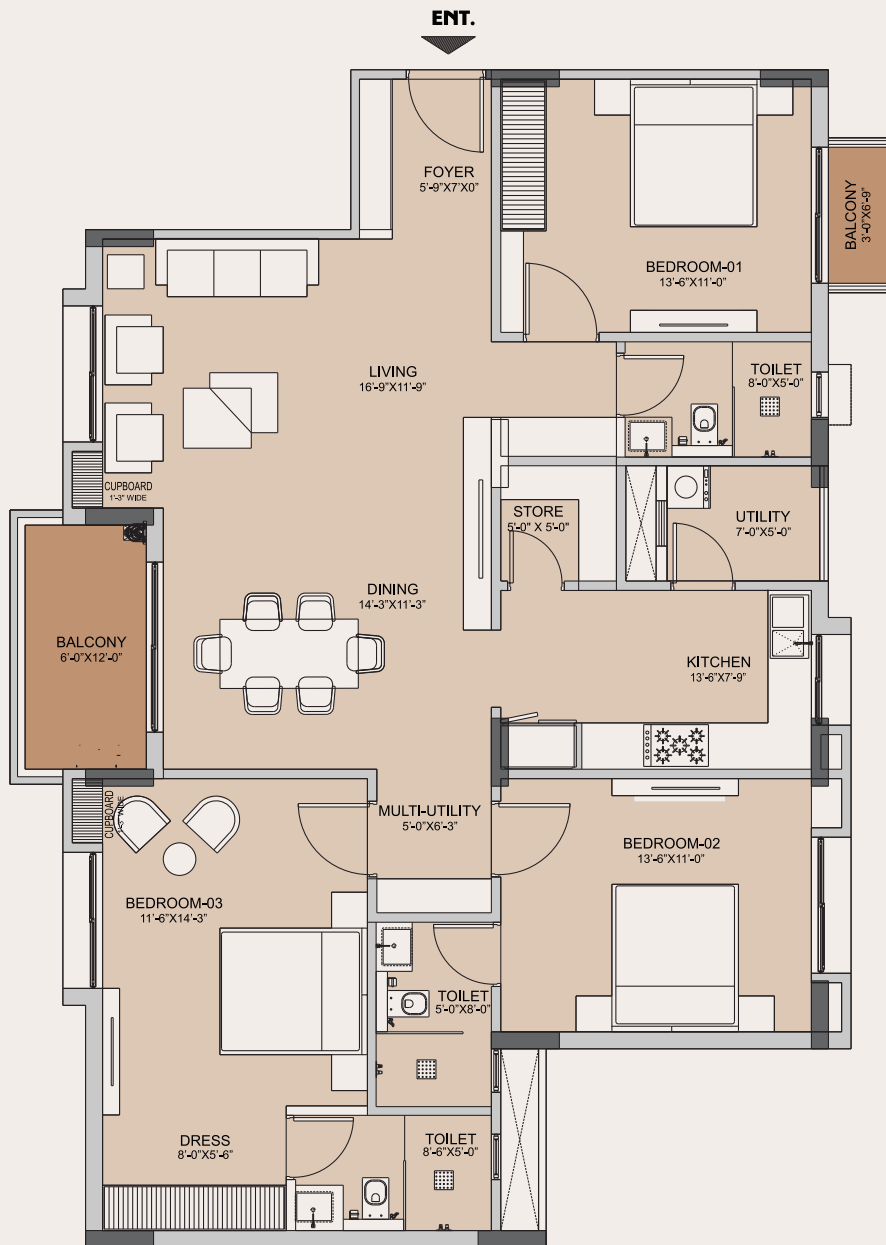 ENT.
FOYER
5'-9"X7'X0"
BALCONY
3'-0"X6'-9"
BEDROOM-01
13'-6"X11'-0"
LIVING
16'-9"X11'-9"
TOILET
8'-0"X5'-0"
CUPBOARD
1'-3" WIDE
STORE
5'-0" X 5'-0"
UTILITY
7'-0"X5'-0"
DINING
14'-3"X11'-3"
BALCONY
6'-0"X12'-0"
KITCHEN
13'-6"X7'-9"
CUPBOARD
1'-3" WIDE
MULTI-UTILITY
5'-0"X6'-3"
BEDROOM-02
13'-6"X11'-0"
BEDROOM-03
11'-6"X14'-3"
TOILET
5'-0"X8'-0"
DRESS
8'-0"X5'-6"
TOILET
8'-6"X5'-0"